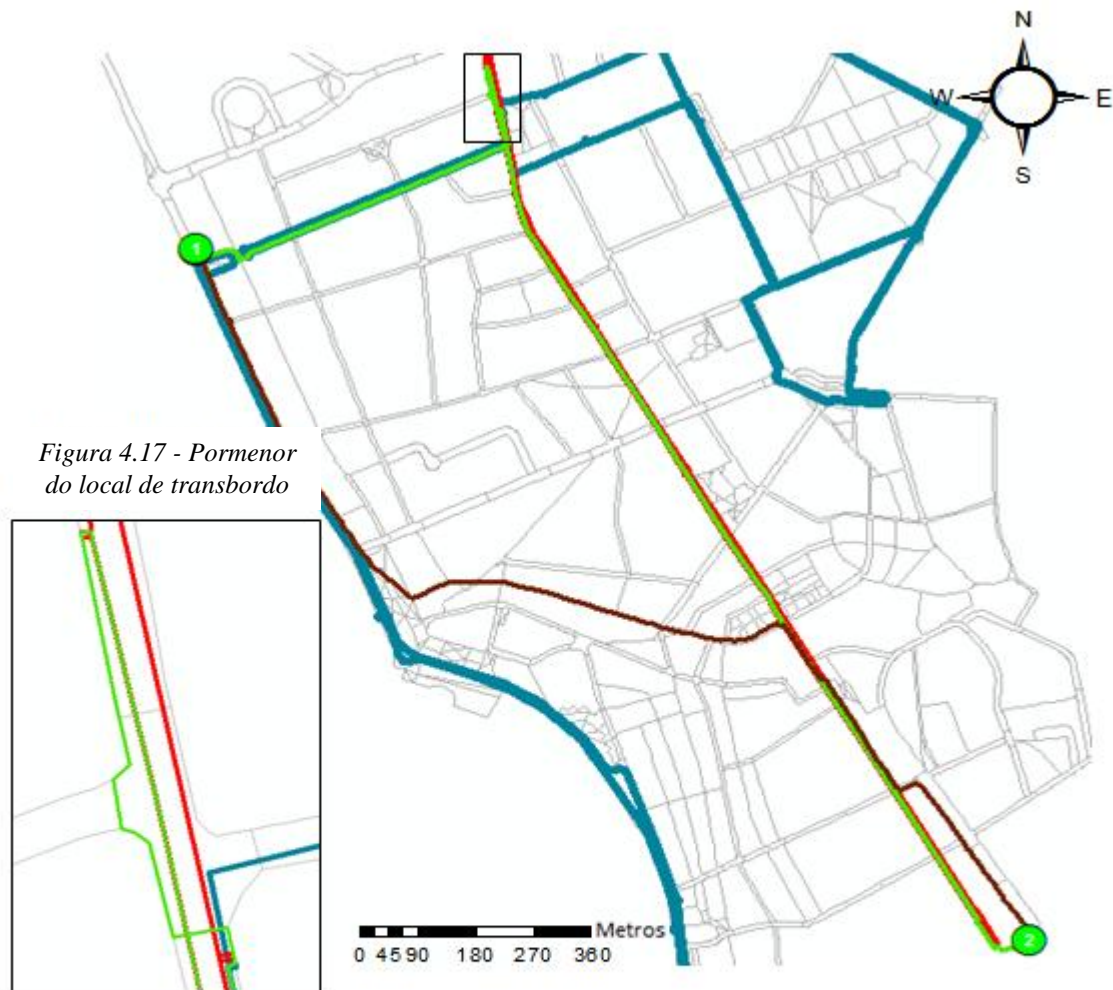 N
W
E
S
1
Figura 4.17 - Pormenor
do local de transbordo
Metros
0 45 90 180 270 360
2